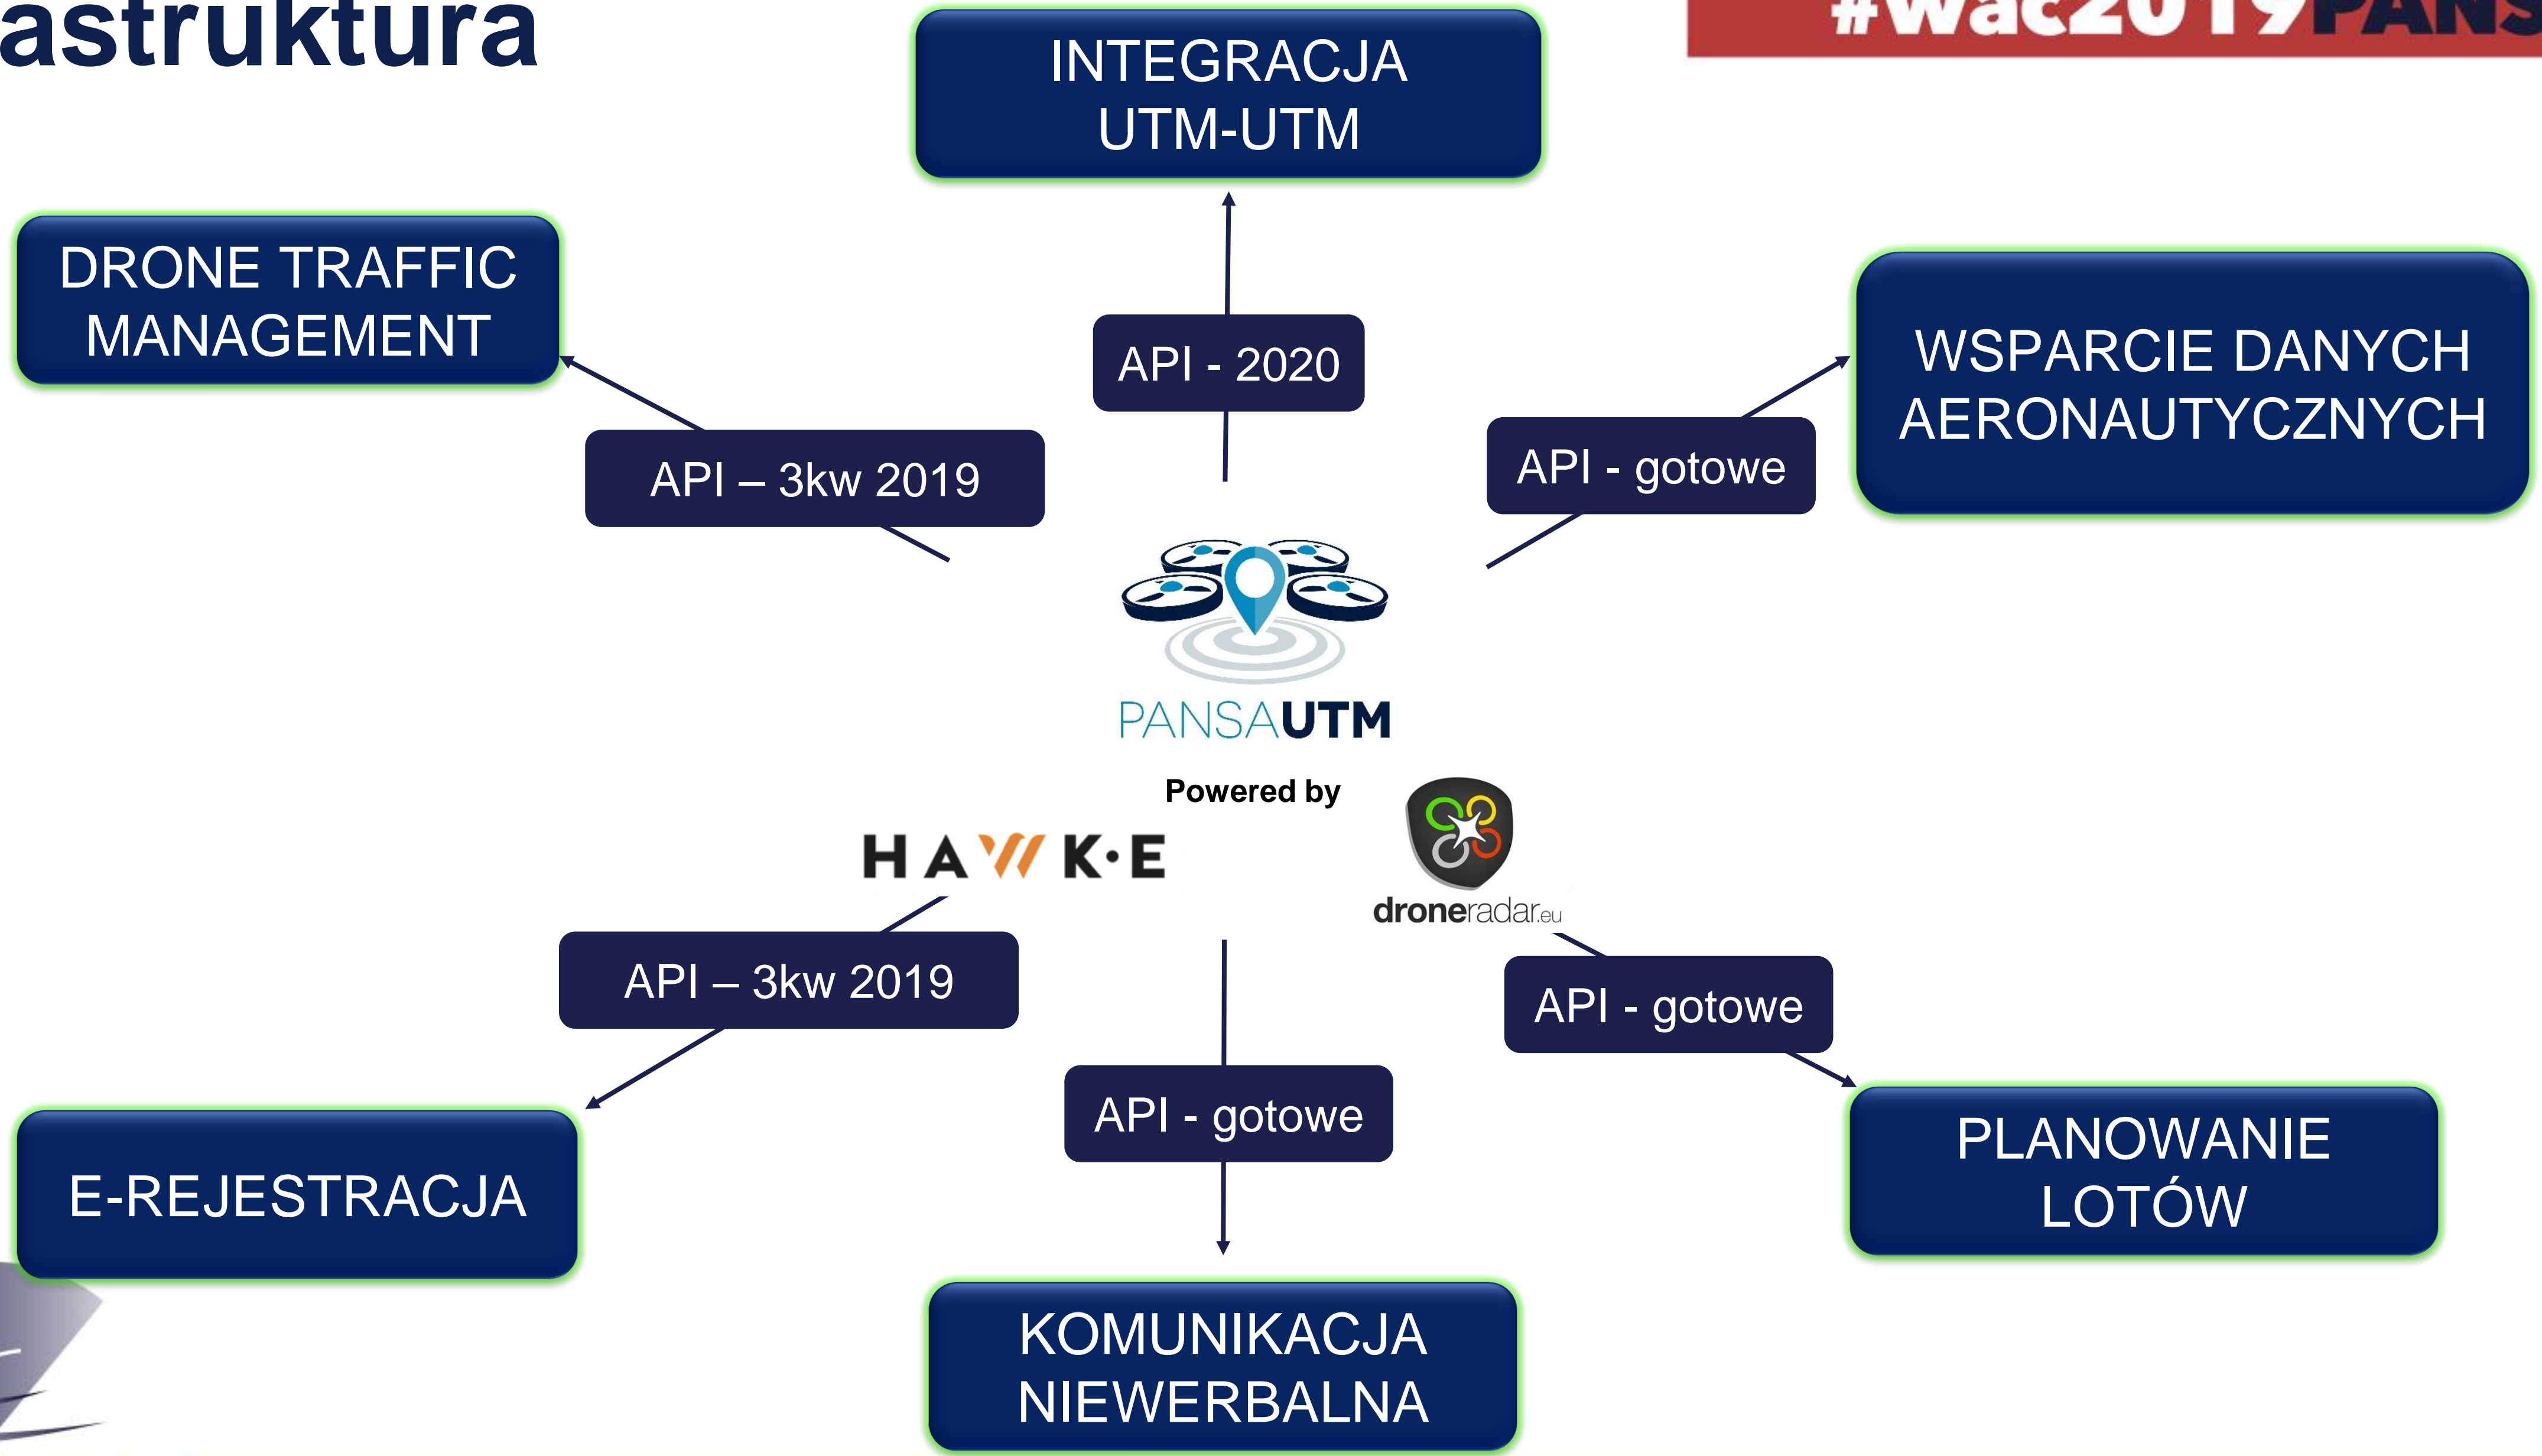 astruktura
#Wac2019PANS
INTEGRACJA
UTM-UTM
DRONE TRAFFIC
MANAGEMENT
API - 2020
WSPARCIE DANYCH
AERONAUTYCZNYCH
API – 3kw 2019
API - gotowe
PANSAUTM
Powered by
HAWK·E
droneradar.eu
API – 3kw 2019
API - gotowe
API - gotowe
E-REJESTRACJA
PLANOWANIE
LOTÓW
KOMUNIKACJA
NIEWERBALNA